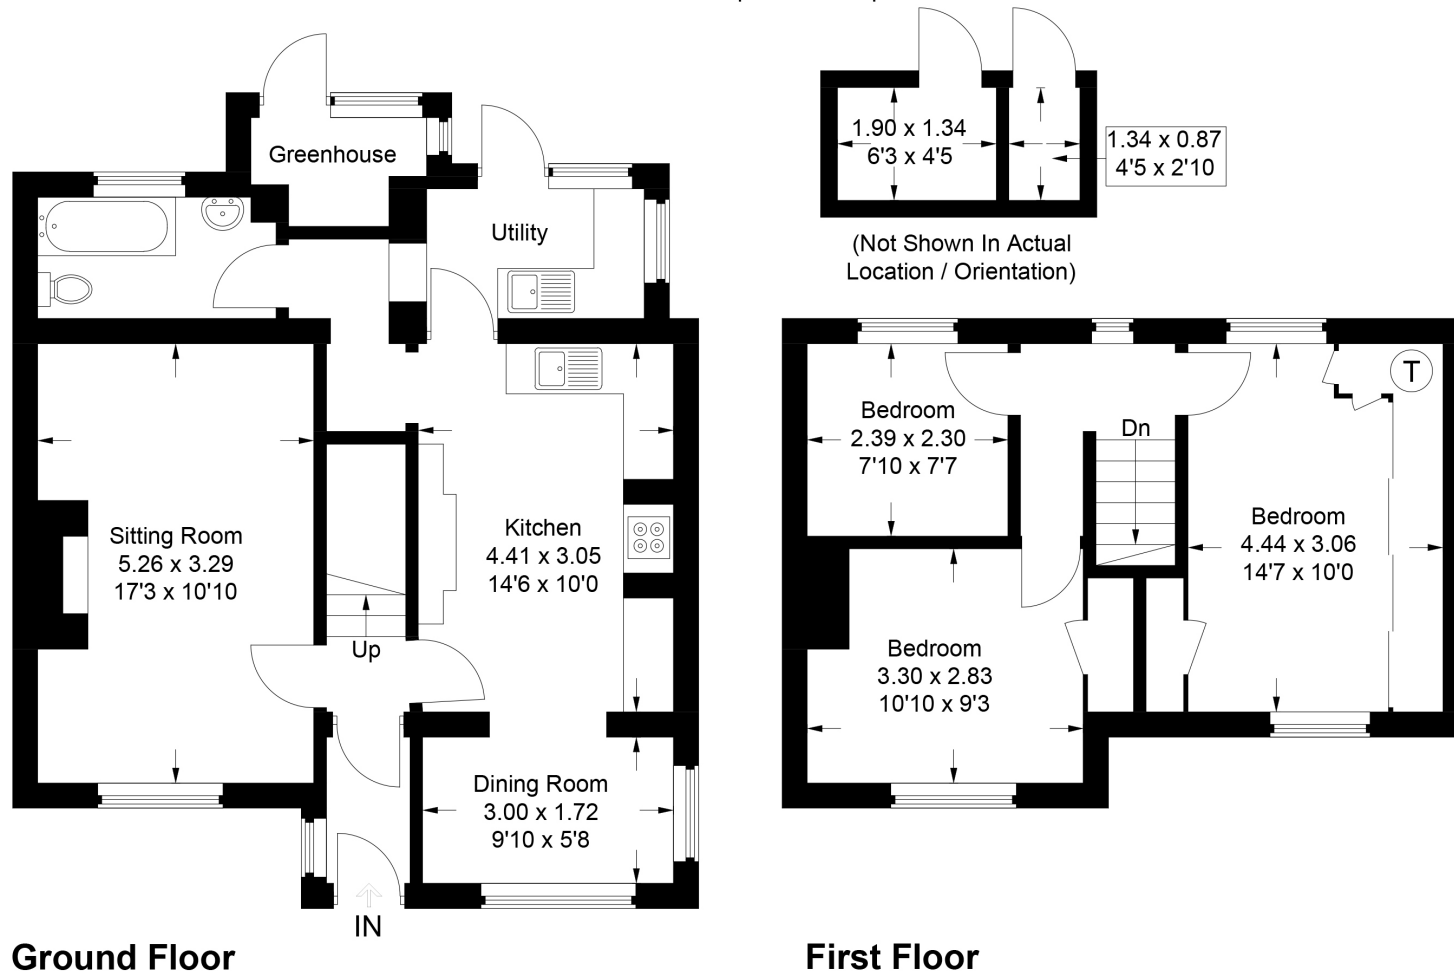 Greenhouse
Utility
Sitting Room
5.26 x 3.29
17'3 x 10'10
Kitchen
4.41 x 3.05
14'6 x 10'0
Up
Dining Room
3.00 x 1.72
9'10 x 5'8
IN
Ground Floor
1.90 x 1.34
6'3 x 4'5
1.34 x 0.87
4'5 x 2'10
(Not Shown In Actual
Location / Orientation)
Bedroom
2.39 x 2.30
7'10 x 7'7
Dn
T
Bedroom
4.44 x 3.06
14'7 x 10'0
Bedroom
3.30 x 2.83
10'10 x 9'3
First Floor